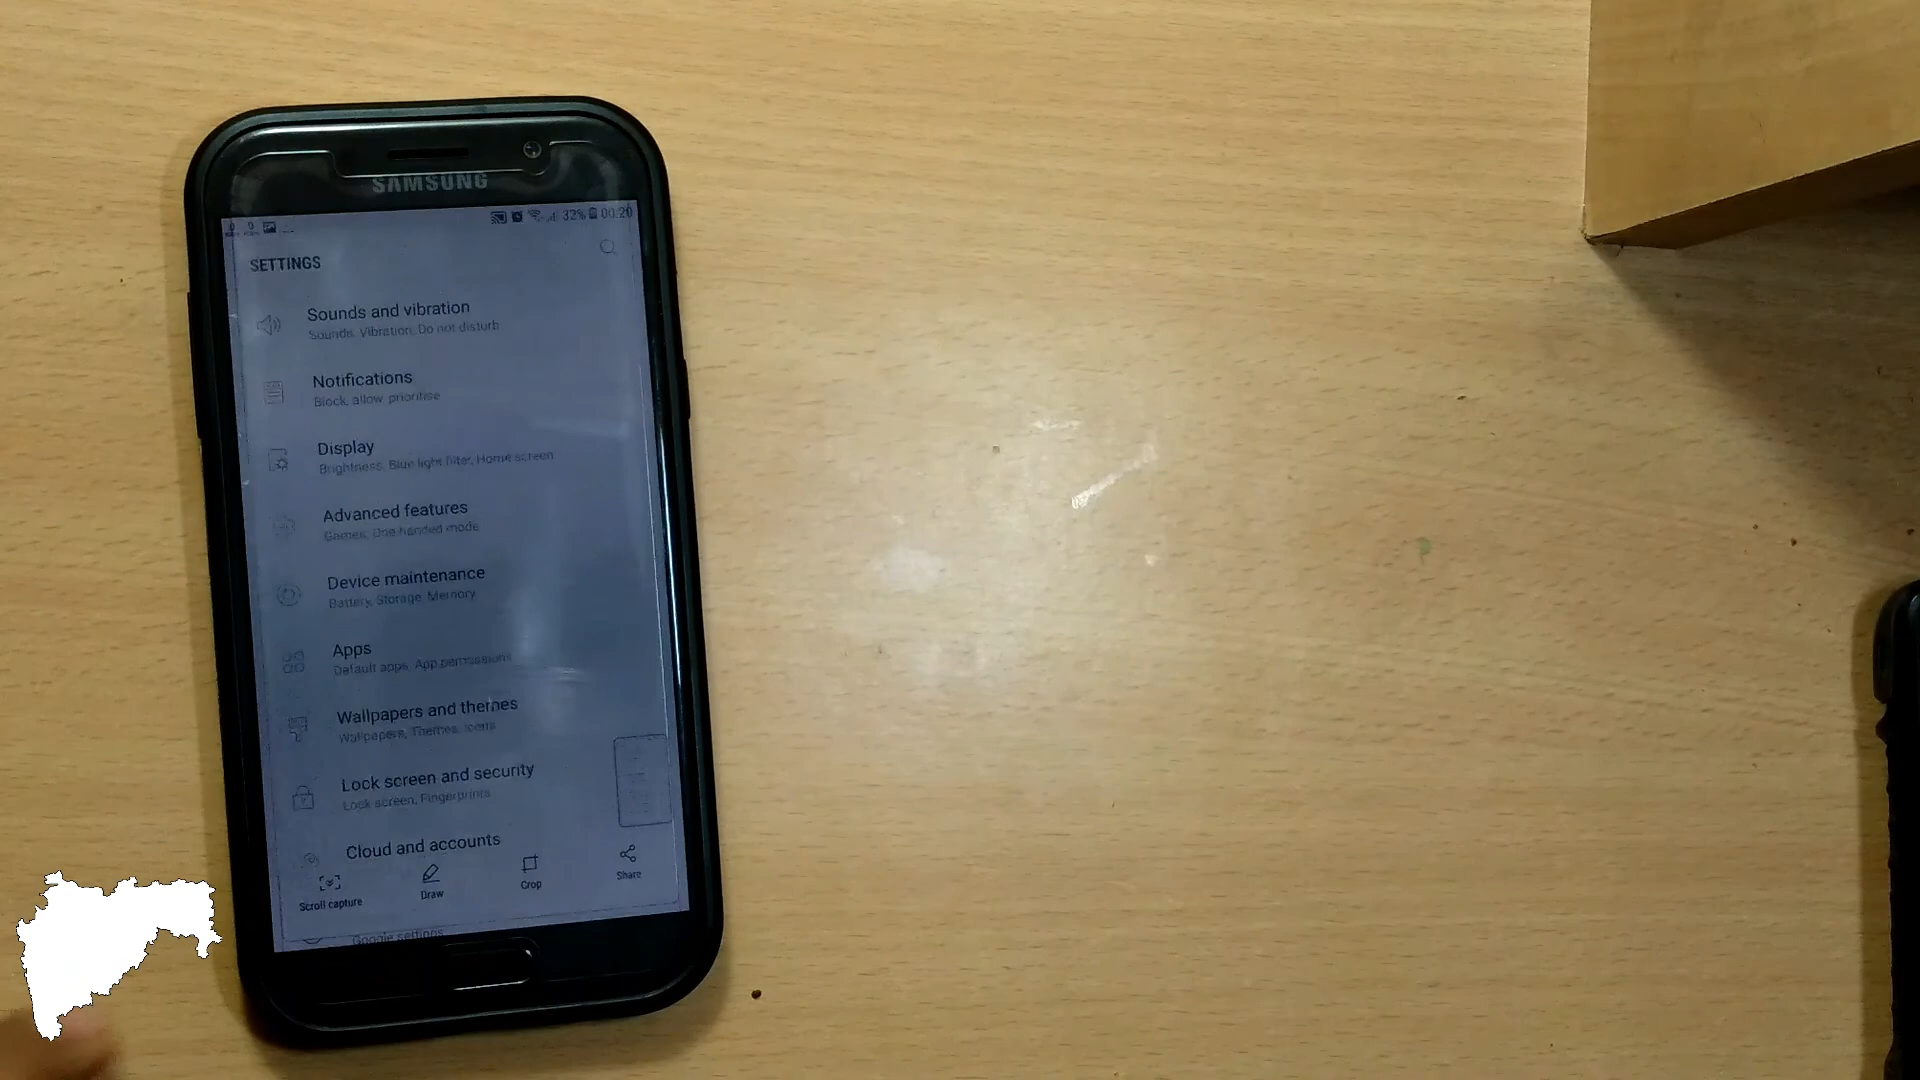 SAMSUNG
32% 00:20
SETTINGS
Sounds and vibration
Sounds, Vibration, Do not disturb
Notifications
Block, allow, prioritise
Display
Brightness, Blue light filter, Home screen
Advanced features
Games, One-handed mode
Device maintenance
Battery, Storage, Memory
Apps
Default apps, App permissions
Wallpapers and themes
Wallpapers, Themes, Icons
Lock screen and security
Lock screen, Fingerprints
Cloud and accounts
Scroll capture
Draw
Crop
Share
Google settings